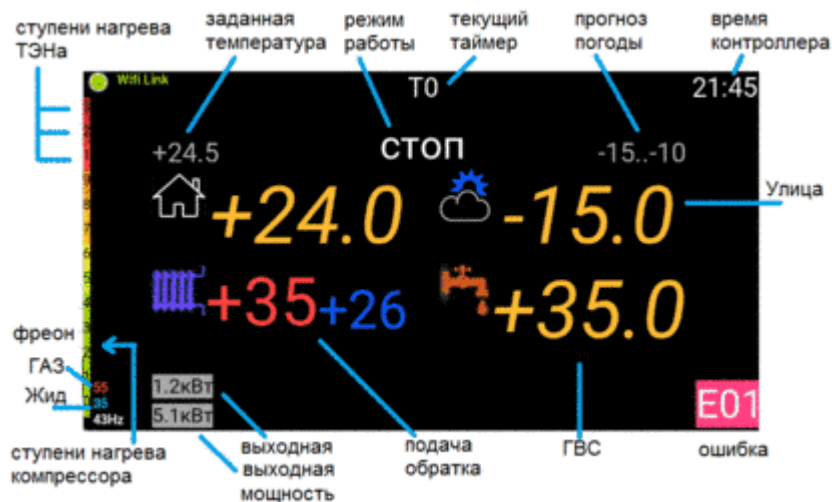 ступени нагрева
ТЭНа
заданная
температура
режим
работы
текущий
таймер
прогноз
погоды
время
контроллера
Wifi Link
T0
21:45
+24.5
стоп
-15..-10
Улица
+24.0
-15.0
+35
+26
+35.0
фреон
ГАЗ
55
Жид
35
43Hz
1.2кВт
5.1кВт
E01
ступени нагрева
компрессора
выходная
выходная
мощность
подача
обратка
ГВС
ошибка